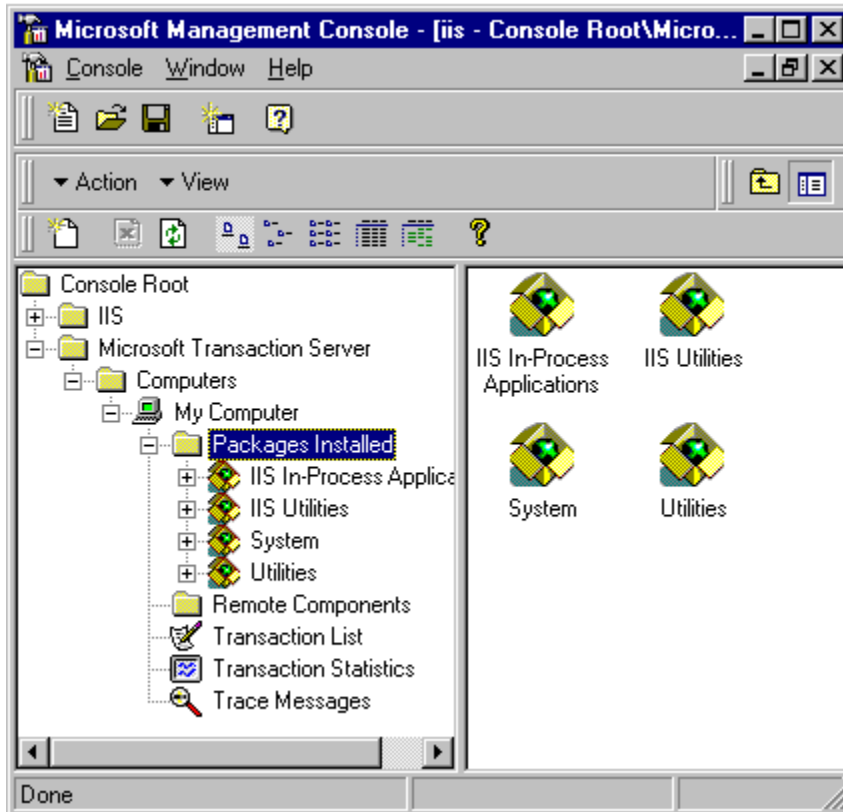 Microsoft Management Console - [iis - Console Root\Micro...
Console Window Help
Action View
Console Root
IIS
Microsoft Transaction Server
Computers
My Computer
Packages Installed
IIS In-Process Applica
IIS Utilities
System
Utilities
Remote Components
Transaction List
Transaction Statistics
Trace Messages
IIS In-Process
Applications
IIS Utilities
System
Utilities
Done